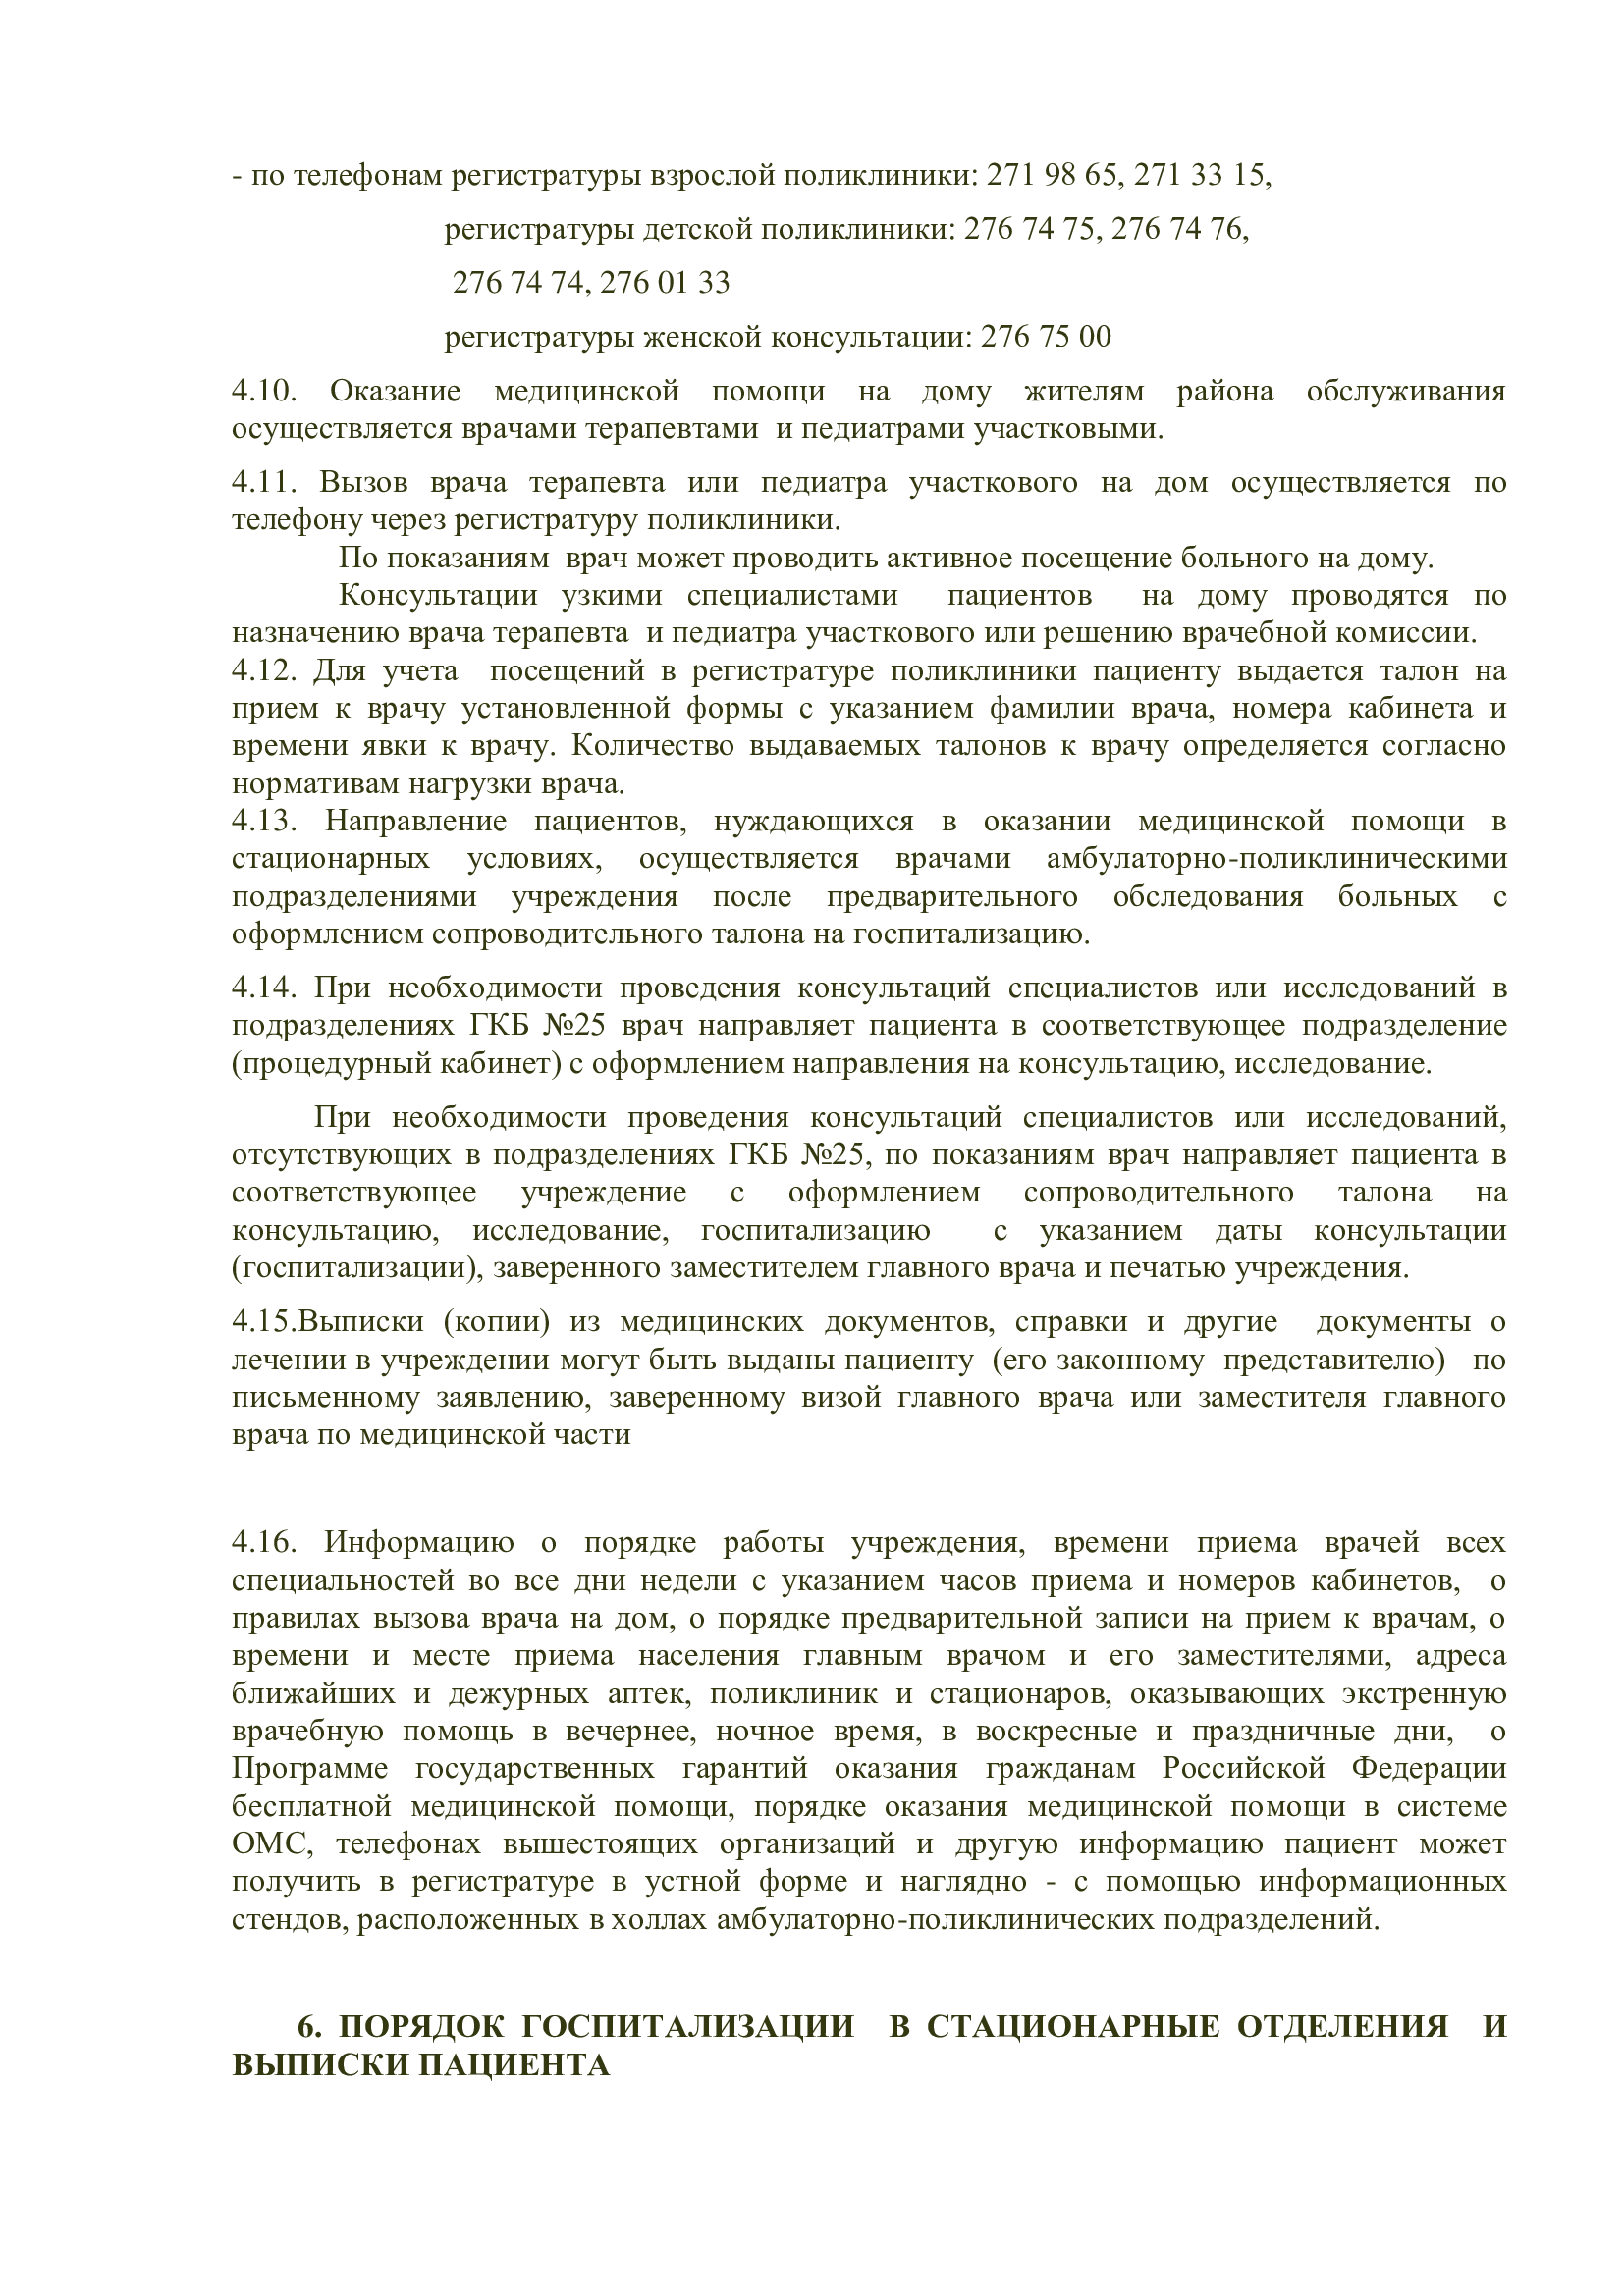 - по телефонам регистратуры взрослой поликлиники: 271 98 65, 271 33 15,
регистратуры детской поликлиники: 276 74 75, 276 74 76,
276 74 74, 276 01 33
регистратуры женской консультации: 276 75 00
4.10. Оказание медицинской помощи на дому жителям района обслуживания
осуществляется врачами терапевтами и педиатрами участковыми.
4.11. Вызов врача терапевта или педиатра участкового на дом осуществляется по
телефону через регистратуру поликлиники.
По показаниям врач может проводить активное посещение больного на дому.
Консультации узкими специалистами пациентов на дому проводятся по
назначению врача терапевта и педиатра участкового или решению врачебной комиссии.
4.12. Для учета посещений в регистратуре поликлиники пациенту выдается талон на
прием к врачу установленной формы с указанием фамилии врача, номера кабинета и
времени явки к врачу. Количество выдаваемых талонов к врачу определяется согласно
нормативам нагрузки врача.
4.13. Направление пациентов, нуждающихся в оказании медицинской помощи в
стационарных условиях, осуществляется врачами амбулаторно-поликлиническими
подразделениями учреждения после предварительного обследования больных с
оформлением сопроводительного талона на госпитализацию.
4.14. При необходимости проведения консультаций специалистов или исследований в
подразделениях ГКБ №25 врач направляет пациента в соответствующее подразделение
(процедурный кабинет) с оформлением направления на консультацию, исследование.
При необходимости проведения консультаций специалистов или исследований,
отсутствующих в подразделениях ГКБ №25, по показаниям врач направляет пациента в
соответствующее учреждение с оформлением сопроводительного талона на
консультацию, исследование, госпитализацию с указанием даты консультации
(госпитализации), заверенного заместителем главного врача и печатью учреждения.
4.15.Выписки (копии) из медицинских документов, справки и другие документы о
лечении в учреждении могут быть выданы пациенту (его законному представителю) по
письменному заявлению, заверенному визой главного врача или заместителя главного
врача по медицинской части
4.16. Информацию о порядке работы учреждения, времени приема врачей всех
специальностей во все дни недели с указанием часов приема и номеров кабинетов, о
правилах вызова врача на дом, о порядке предварительной записи на прием к врачам, о
времени и месте приема населения главным врачом и его заместителями, адреса
ближайших и дежурных аптек, поликлиник и стационаров, оказывающих экстренную
врачебную помощь в вечернее, ночное время, в воскресные и праздничные дни, о
Программе государственных гарантий оказания гражданам Российской Федерации
бесплатной медицинской помощи, порядке оказания медицинской помощи в системе
ОМС, телефонах вышестоящих организаций и другую информацию пациент может
получить в регистратуре в устной форме и наглядно - с помощью информационных
стендов, расположенных в холлах амбулаторно-поликлинических подразделений.
6. ПОРЯДОК ГОСПИТАЛИЗАЦИИ В СТАЦИОНАРНЫЕ ОТДЕЛЕНИЯ И
ВЫПИСКИ ПАЦИЕНТА